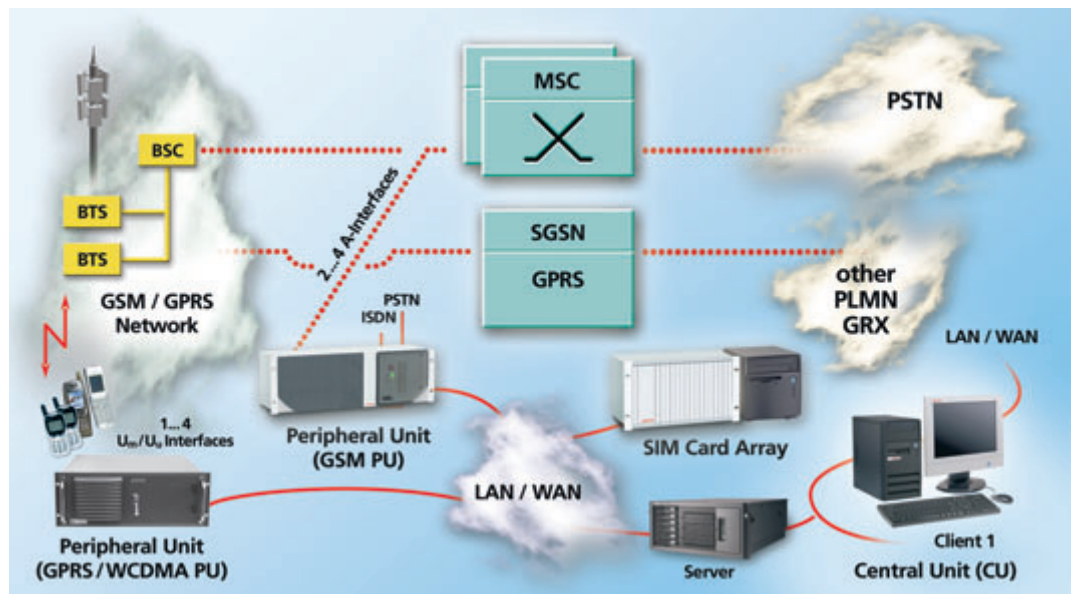 MSC
PSTN
BSC
2... 4 A-Interfaces
BTS
SGSN
BTS
GPRS
other
PLMN
GRX
GSM / GPRS
Network
PSTN
ISDN
LAN / WAN
1... 4
Um/Uu Interfaces
Peripheral Unit
(GSM PU)
SIM Card Array
LAN / WAN
Peripheral Unit
(GPRS / WCDMA PU)
Server
Client 1
Central Unit (CU)